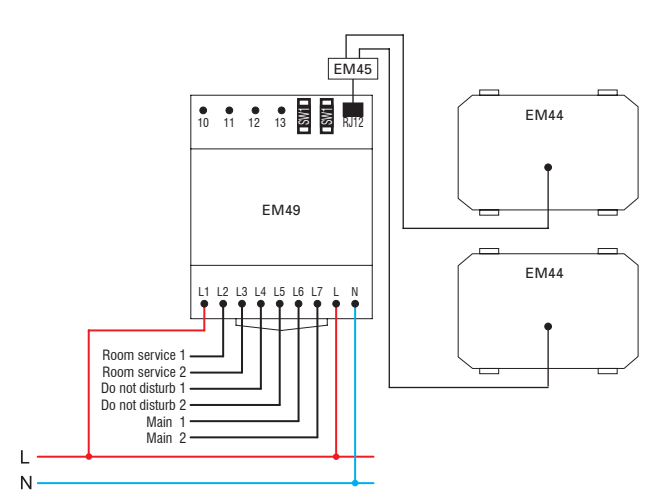 EM45
EM44
10 11 12 13 SW1 SW1 RJ12
EM49
EM44
L1 L2 L3 L4 L5 L6 L7 L N
Room service 1
Room service 2
Do not disturb 1
Do not disturb 2
Main 1
Main 2
L
N